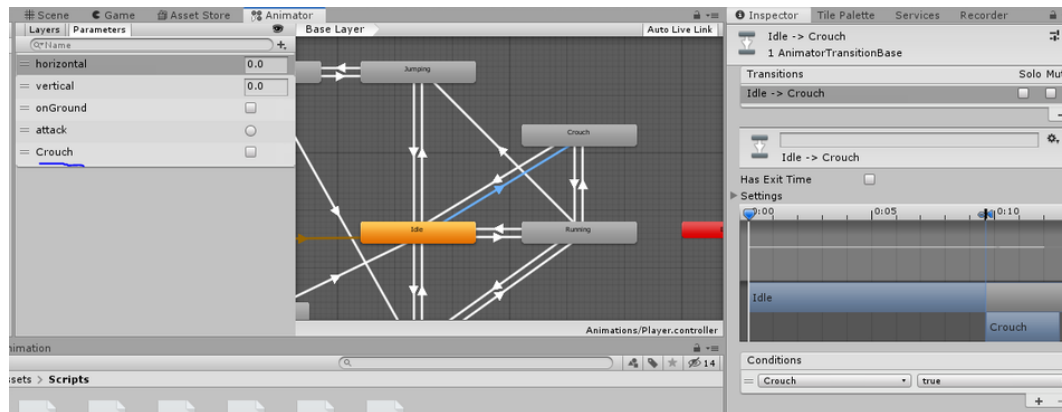 Scene Game Asset Store Animator
Layers Parameters Base Layer Auto Live Link
Name
horizontal 0.0
vertical 0.0
onGround
attack
Crouch
Jumping
Crouch
Idle
Running
Animations/Player.controller
nimation
14
ssets > Scripts
Inspector Tile Palette Services Recorder
Idle -> Crouch
1 AnimatorTransitionBase
Transitions Solo Mut
Idle -> Crouch
Idle -> Crouch
Has Exit Time
Settings
0:00 0:05 0:10
Idle
Crouch
Conditions
Crouch true